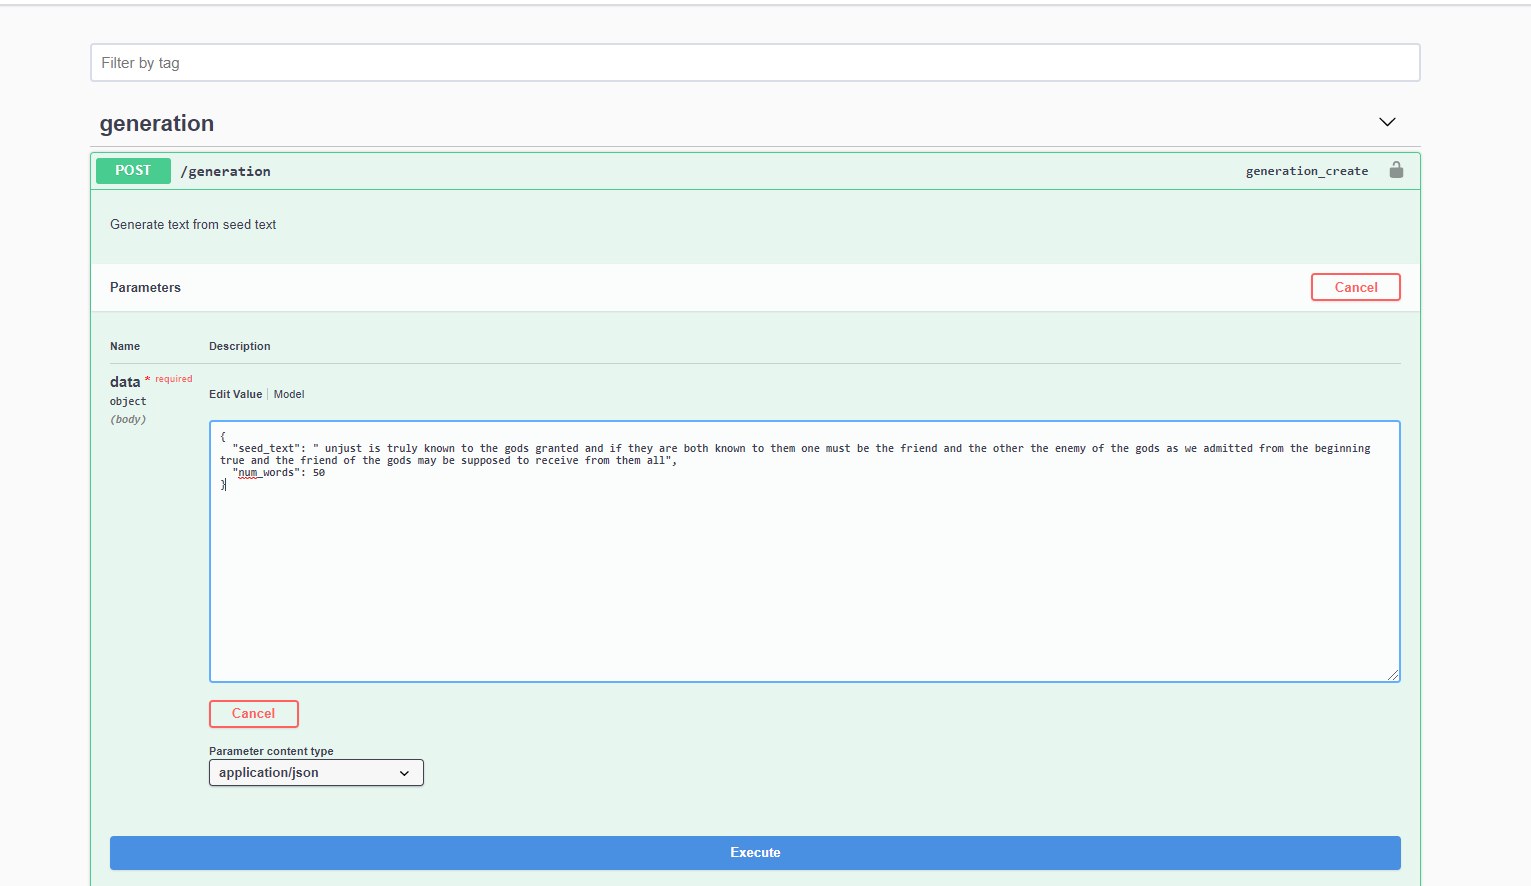 Filter by tag
generation
POST /generation generation_create
Generate text from seed text
Parameters Cancel
Name Description
data * required
object
(body)
Edit Value | Model
{
  "seed_text": " unjust is truly known to the gods granted and if they are both known to them one must be the friend and the other the enemy of the gods as we admitted from the beginning
true and the friend of the gods may be supposed to receive from them all",
  "num_words": 50
}
Cancel
Parameter content type
application/json
Execute